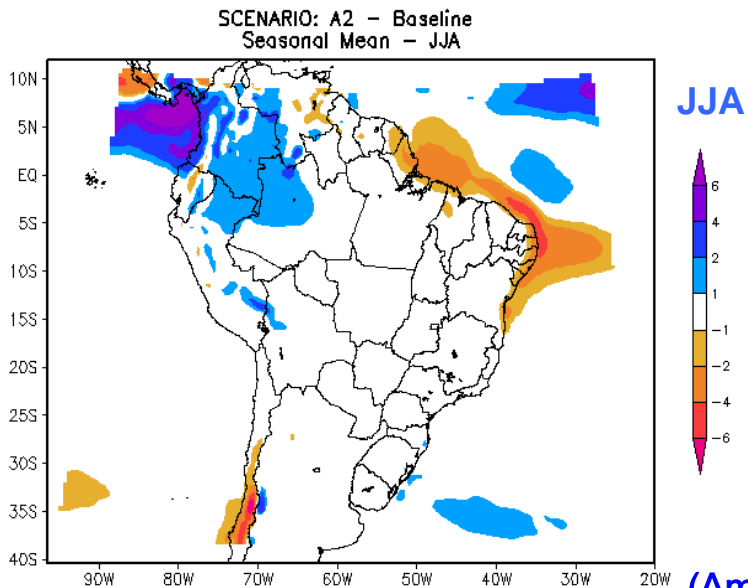 SCENARIO: A2 - Baseline
Seasonal Mean - JJA
JJA
10N
5N
EQ
5S
10S
15S
20S
25S
30S
35S
40S
90W 80W 70W 60W 50W 40W 30W 20W
6
4
2
1
-1
-2
-4
-6
(Am